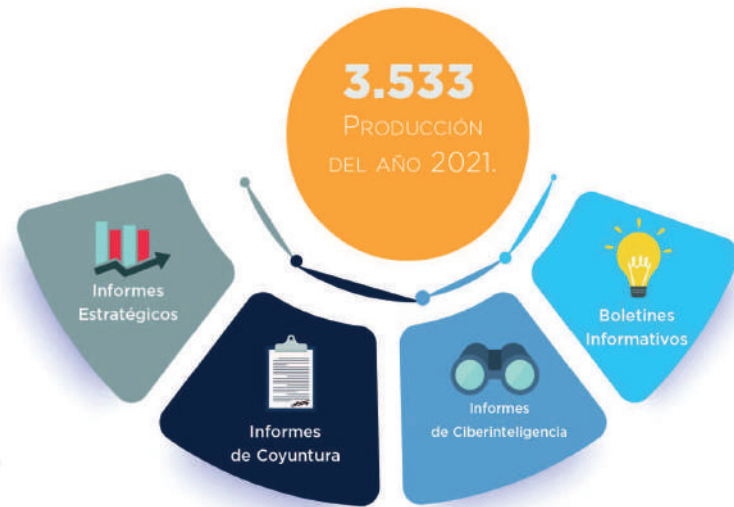 3.533
Producción
del año 2021.
Informes
Estratégicos
Informes
de Coyuntura
Informes
de Ciberinteligencia
Boletines
Informativos